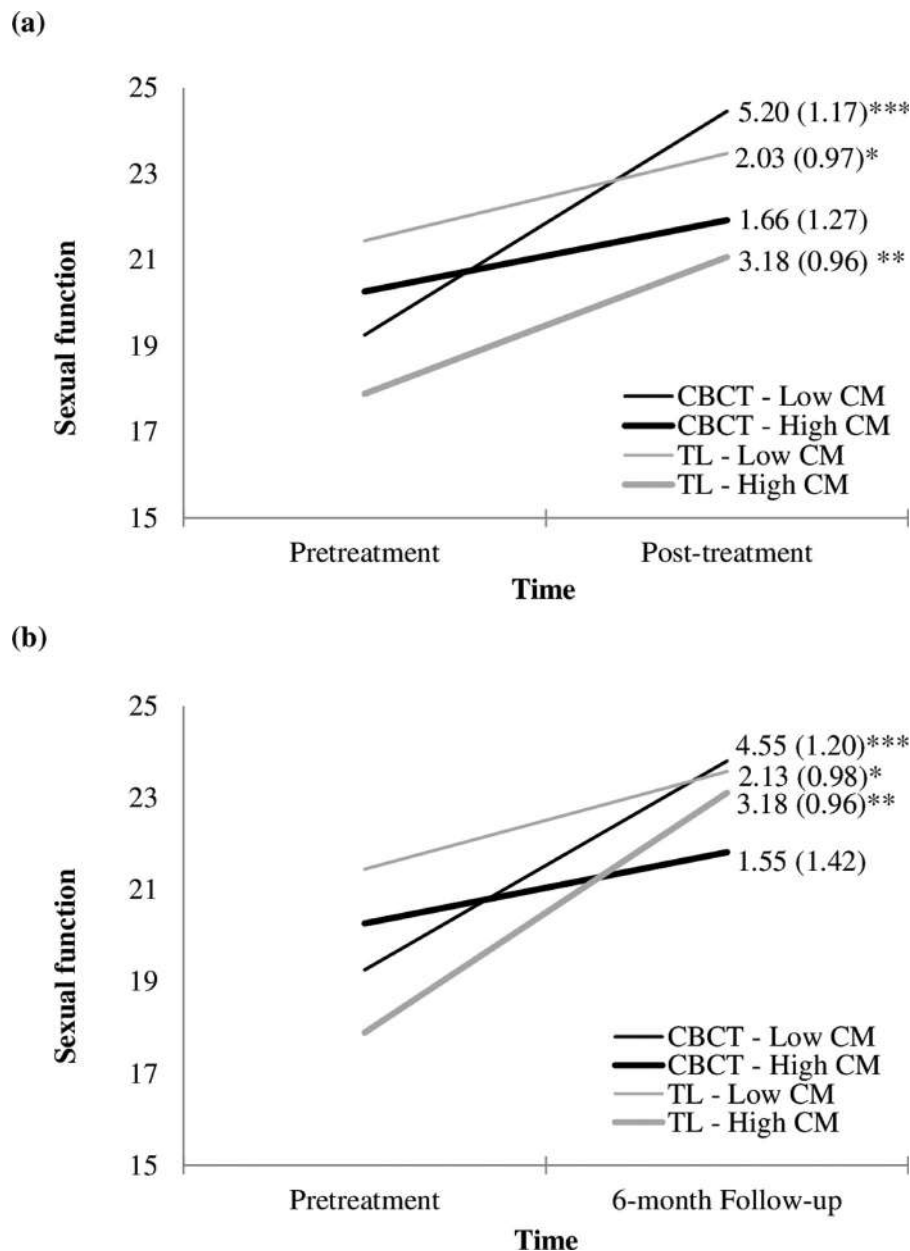 (a)
25
23
21
19
17
15
Sexual function
5.20 (1.17)***
2.03 (0.97)*
1.66 (1.27)
3.18 (0.96) **
CBCT - Low CM
CBCT - High CM
TL - Low CM
TL - High CM
Pretreatment
Post-treatment
Time
(b)
25
23
21
19
17
15
Sexual function
4.55 (1.20)***
2.13 (0.98)*
3.18 (0.96)**
1.55 (1.42)
CBCT - Low CM
CBCT - High CM
TL - Low CM
TL - High CM
Pretreatment
6-month Follow-up
Time